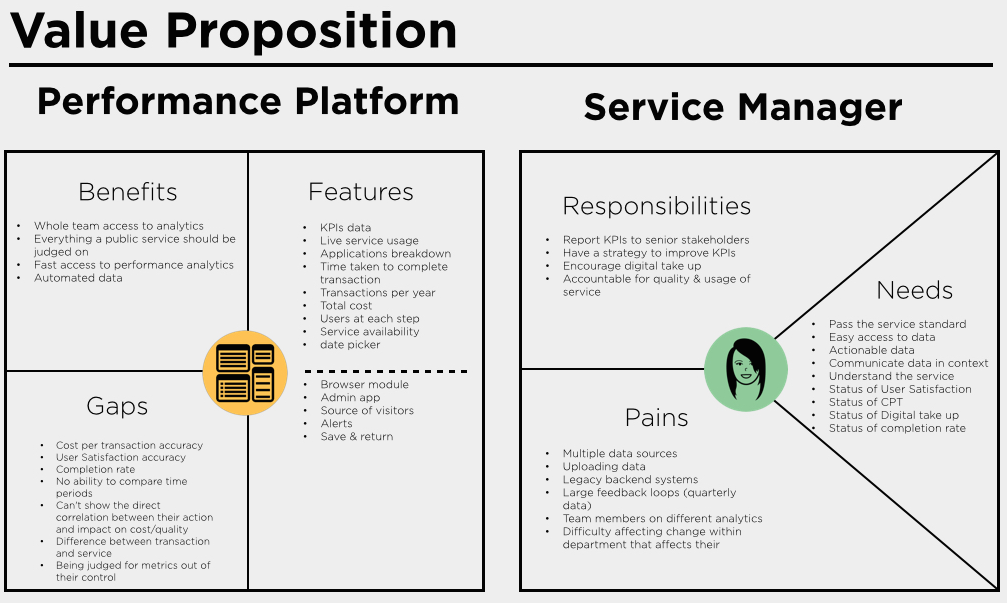 Value Proposition
Performance Platform
Benefits
• Whole team access to analytics
• Everything a public service should be
judged on
• Fast access to performance analytics
• Automated data
Features
• KPIs data
• Live service usage
• Applications breakdown
• Time taken to complete
transaction
• Transactions per year
• Total cost
• Users at each step
• Service availability
• date picker
• Browser module
• Admin app
• Source of visitors
• Alerts
• Save & return
Gaps
• Cost per transaction accuracy
• User Satisfaction accuracy
• Completion rate
• No ability to compare time
periods
• Can't show the direct
correlation between their action
and impact on cost/quality
• Difference between transaction
and service
• Being judged for metrics out of
their control
Service Manager
Responsibilities
• Report KPIs to senior stakeholders
• Have a strategy to improve KPIs
• Encourage digital take up
• Accountable for quality & usage of
service
Needs
• Pass the service standard
• Easy access to data
• Actionable data
• Communicate data in context
• Understand the service
• Status of User Satisfaction
• Status of CPT
• Status of Digital take up
• Status of completion rate
Pains
• Multiple data sources
• Uploading data
• Legacy backend systems
• Large feedback loops (quarterly
data)
• Team members on different analytics
• Difficulty affecting change within
department that affects their